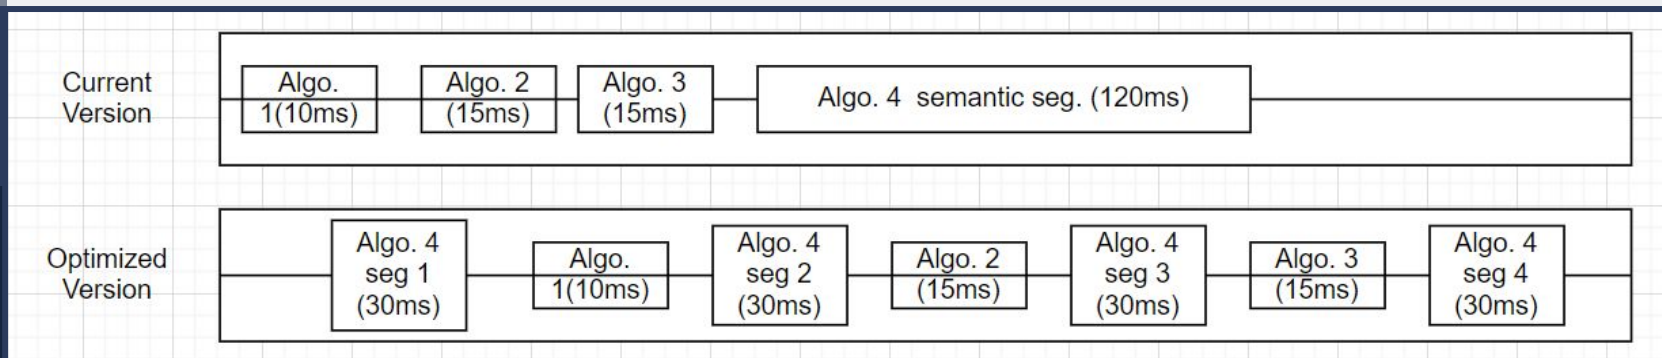 Current
Version
Algo.
1(10ms)
Algo. 2
(15ms)
Algo. 3
(15ms)
Algo. 4 semantic seg. (120ms)
Optimized
Version
Algo. 4
seg 1
(30ms)
Algo.
1(10ms)
Algo. 4
seg 2
(30ms)
Algo. 2
(15ms)
Algo. 4
seg 3
(30ms)
Algo. 3
(15ms)
Algo. 4
seg 4
(30ms)